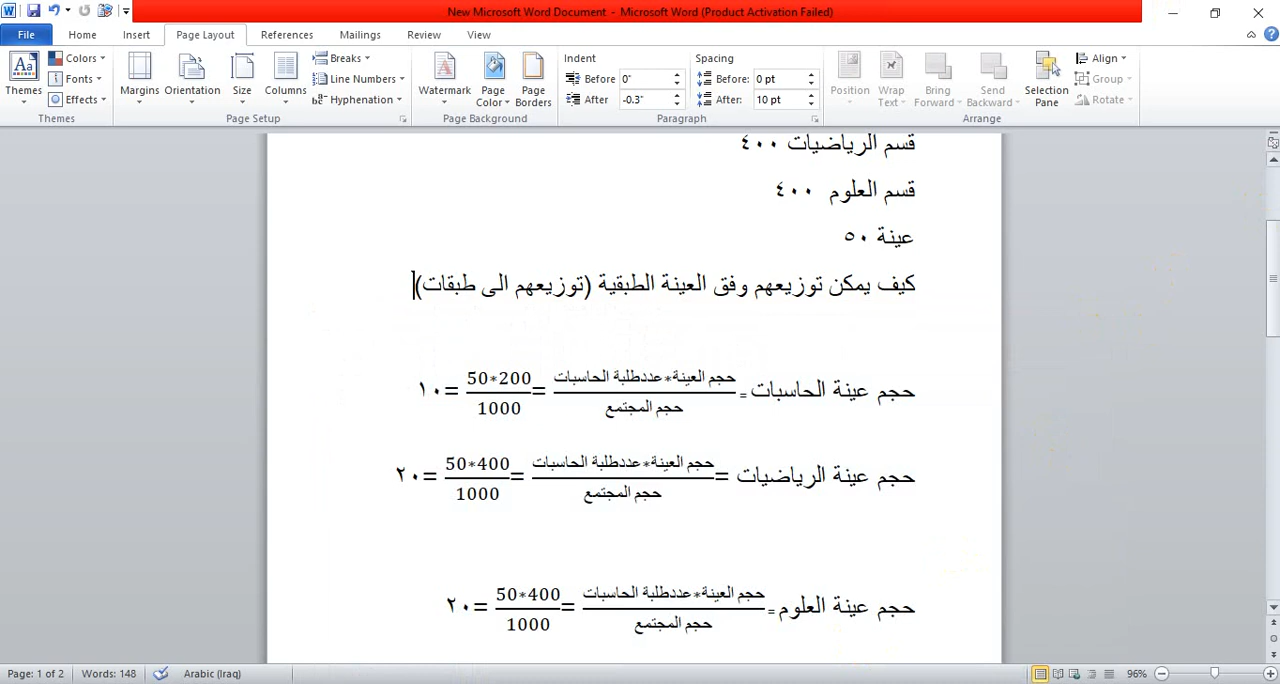 New Microsoft Word Document - Microsoft Word (Product Activation Failed)
File Home Insert Page Layout References Mailings Review View
Themes Colors Fonts Effects Themes
Margins Orientation Size Columns Breaks Line Numbers Hyphenation Page Setup
Watermark Page Color Page Borders Page Background
Indent Before 0" After -0.3" Spacing Before: 0 pt After: 10 pt Paragraph
Position Wrap Text Bring Forward Send Backward Selection Pane Align Group Rotate Arrange
قسم الرياضيات ٤٠٠
قسم العلوم ٤٠٠
عينة ٥٠
كيف يمكن توزيعهم وفق العينة الطبقية (توزيعهم الى طبقات)
حجم عينة الحاسبات = حجم العينة*عددطلبة الحاسبات / حجم المجتمع = 50*200 / 1000 = ١٠
حجم عينة الرياضيات = حجم العينة*عددطلبة الحاسبات / حجم المجتمع = 50*400 / 1000 = ٢٠
حجم عينة العلوم = حجم العينة*عددطلبة الحاسبات / حجم المجتمع = 50*400 / 1000 = ٢٠
Page: 1 of 2 Words: 148 Arabic (Iraq) 96%